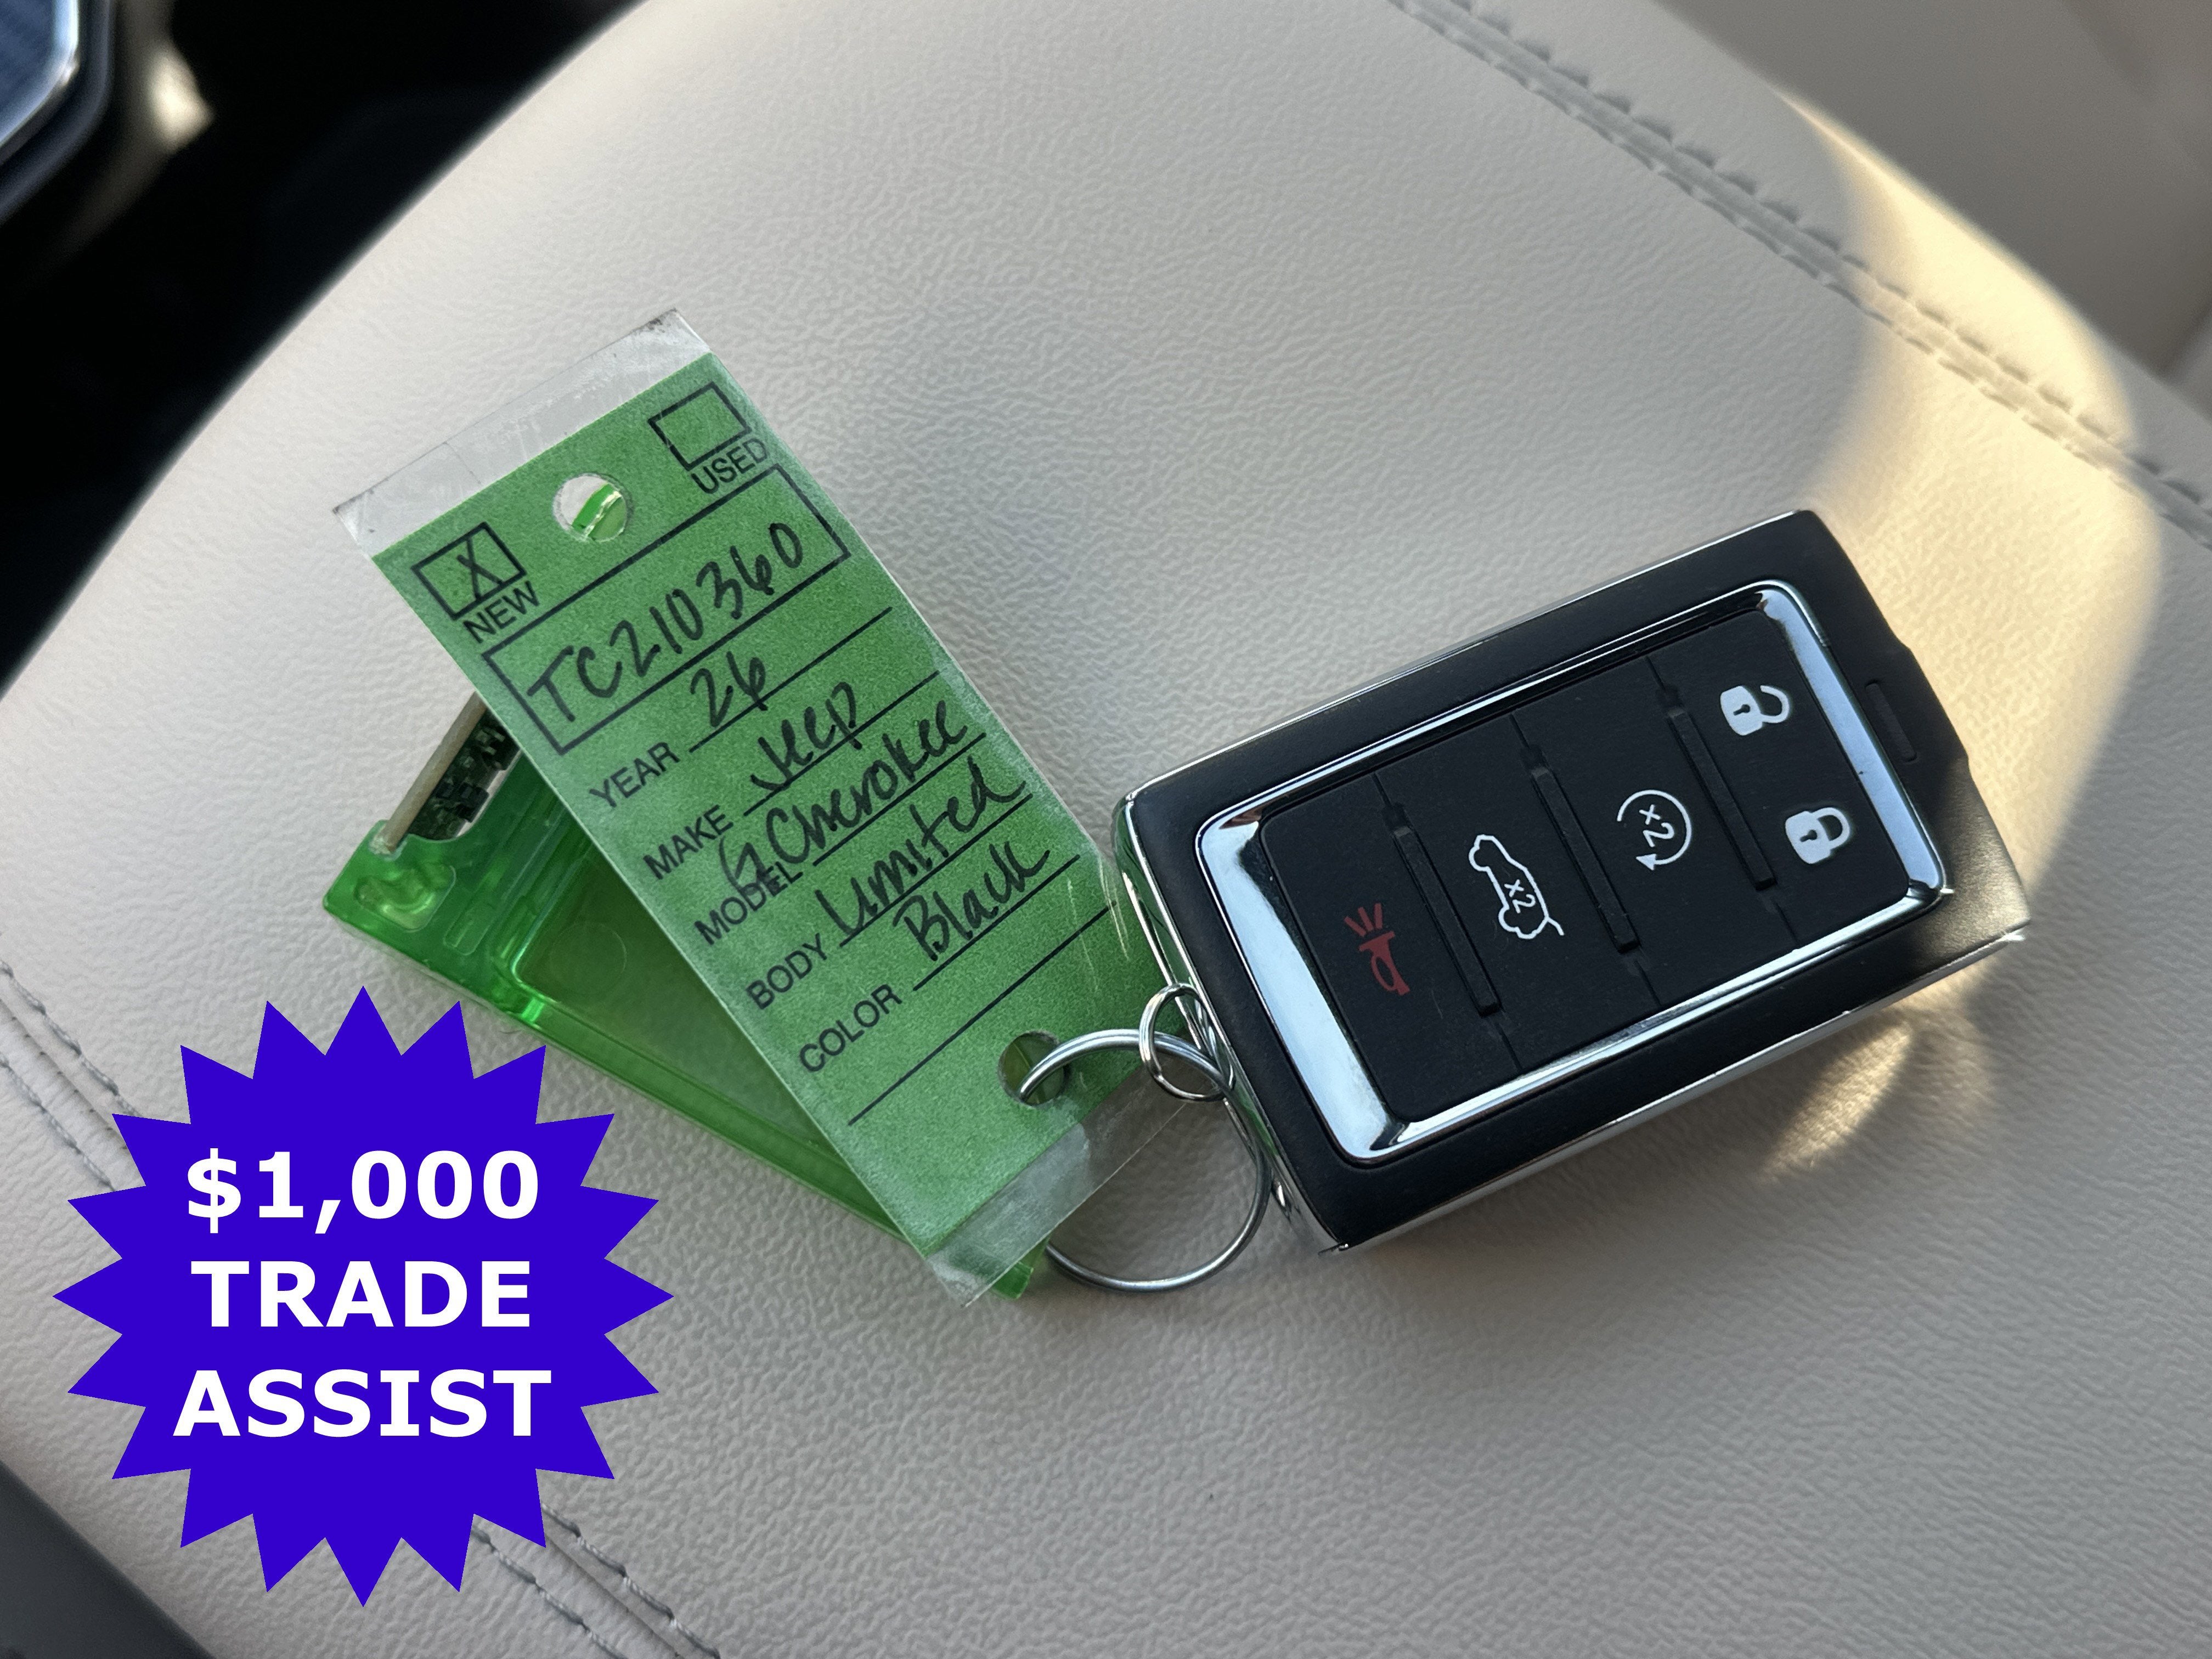 USED
X
NEW
TC210360
YEAR 26
MAKE Jeep
MODEL G Cherokee
BODY Limited
COLOR Black
x2
x2
$1,000
TRADE
ASSIST